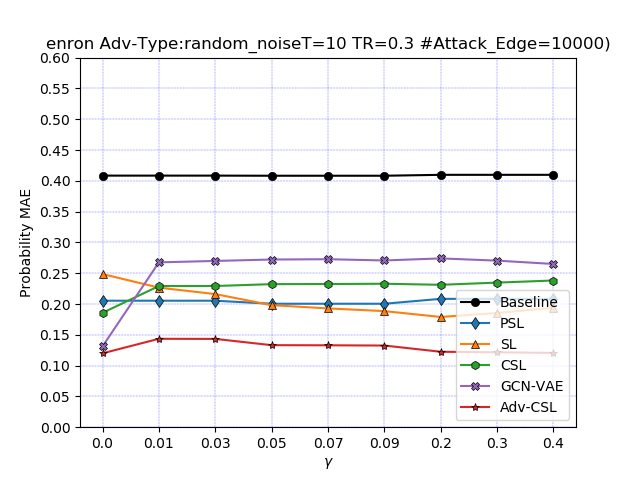 enron Adv-Type:random_noiseT=10 TR=0.3 #Attack_Edge=10000)
0.60
0.55
0.50
0.45
0.40
0.35
0.30
0.25
0.20
0.15
0.10
0.05
0.00
Probability MAE
Baseline
PSL
SL
CSL
GCN-VAE
Adv-CSL
0.0 0.01 0.03 0.05 0.07 0.09 0.2 0.3 0.4
γ